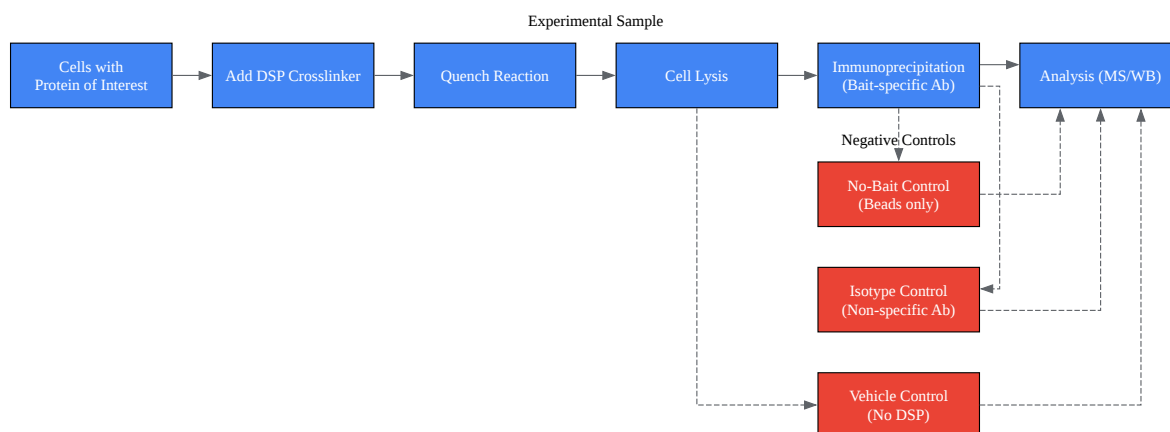 Experimental Sample
Cells with
Protein of Interest
Add DSP Crosslinker
Quench Reaction
Cell Lysis
Immunoprecipitation
(Bait-specific Ab)
Analysis (MS/WB)
Negative Controls
No-Bait Control
(Beads only)
Isotype Control
(Non-specific Ab)
Vehicle Control
(No DSP)